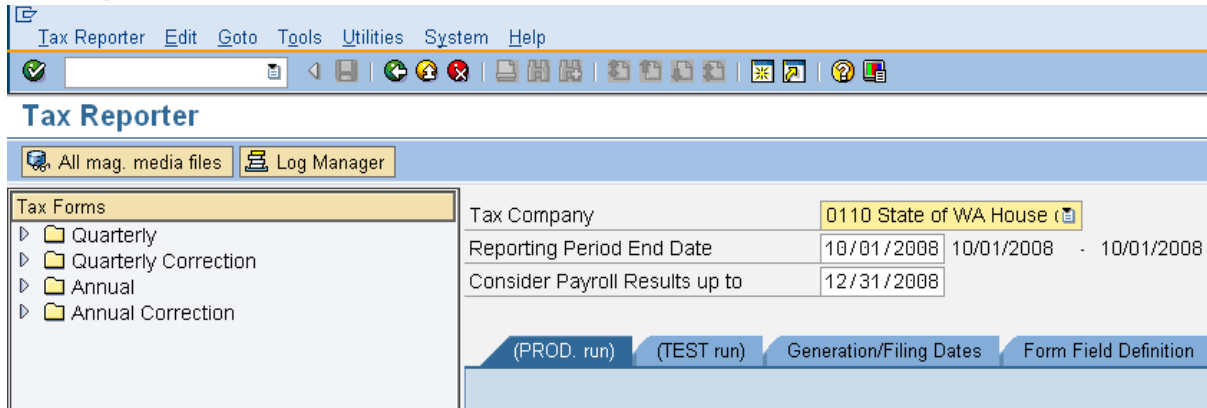 Tax Reporter Edit Goto Tools Utilities System Help
Tax Reporter
All mag. media files Log Manager
Tax Forms
Quarterly
Quarterly Correction
Annual
Annual Correction
Tax Company 0110 State of WA House
Reporting Period End Date 10/01/2008 10/01/2008 - 10/01/2008
Consider Payroll Results up to 12/31/2008
(PROD. run) (TEST run) Generation/Filing Dates Form Field Definition